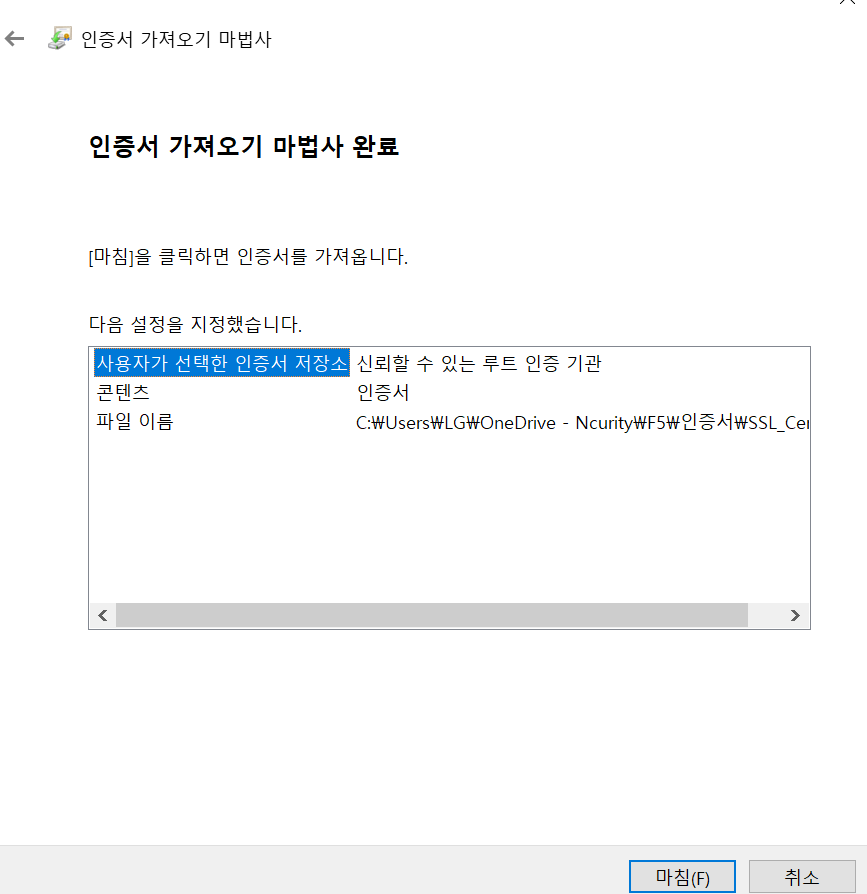 인증서 가져오기 마법사
인증서 가져오기 마법사 완료
[마침]을 클릭하면 인증서를 가져옵니다.
다음 설정을 지정했습니다.
사용자가 선택한 인증서 저장소 신뢰할 수 있는 루트 인증 기관
콘텐츠 인증서
파일 이름 C:₩Users₩LG₩OneDrive - Ncurity₩F5₩인증서₩SSL_Cer
마침(F) 취소